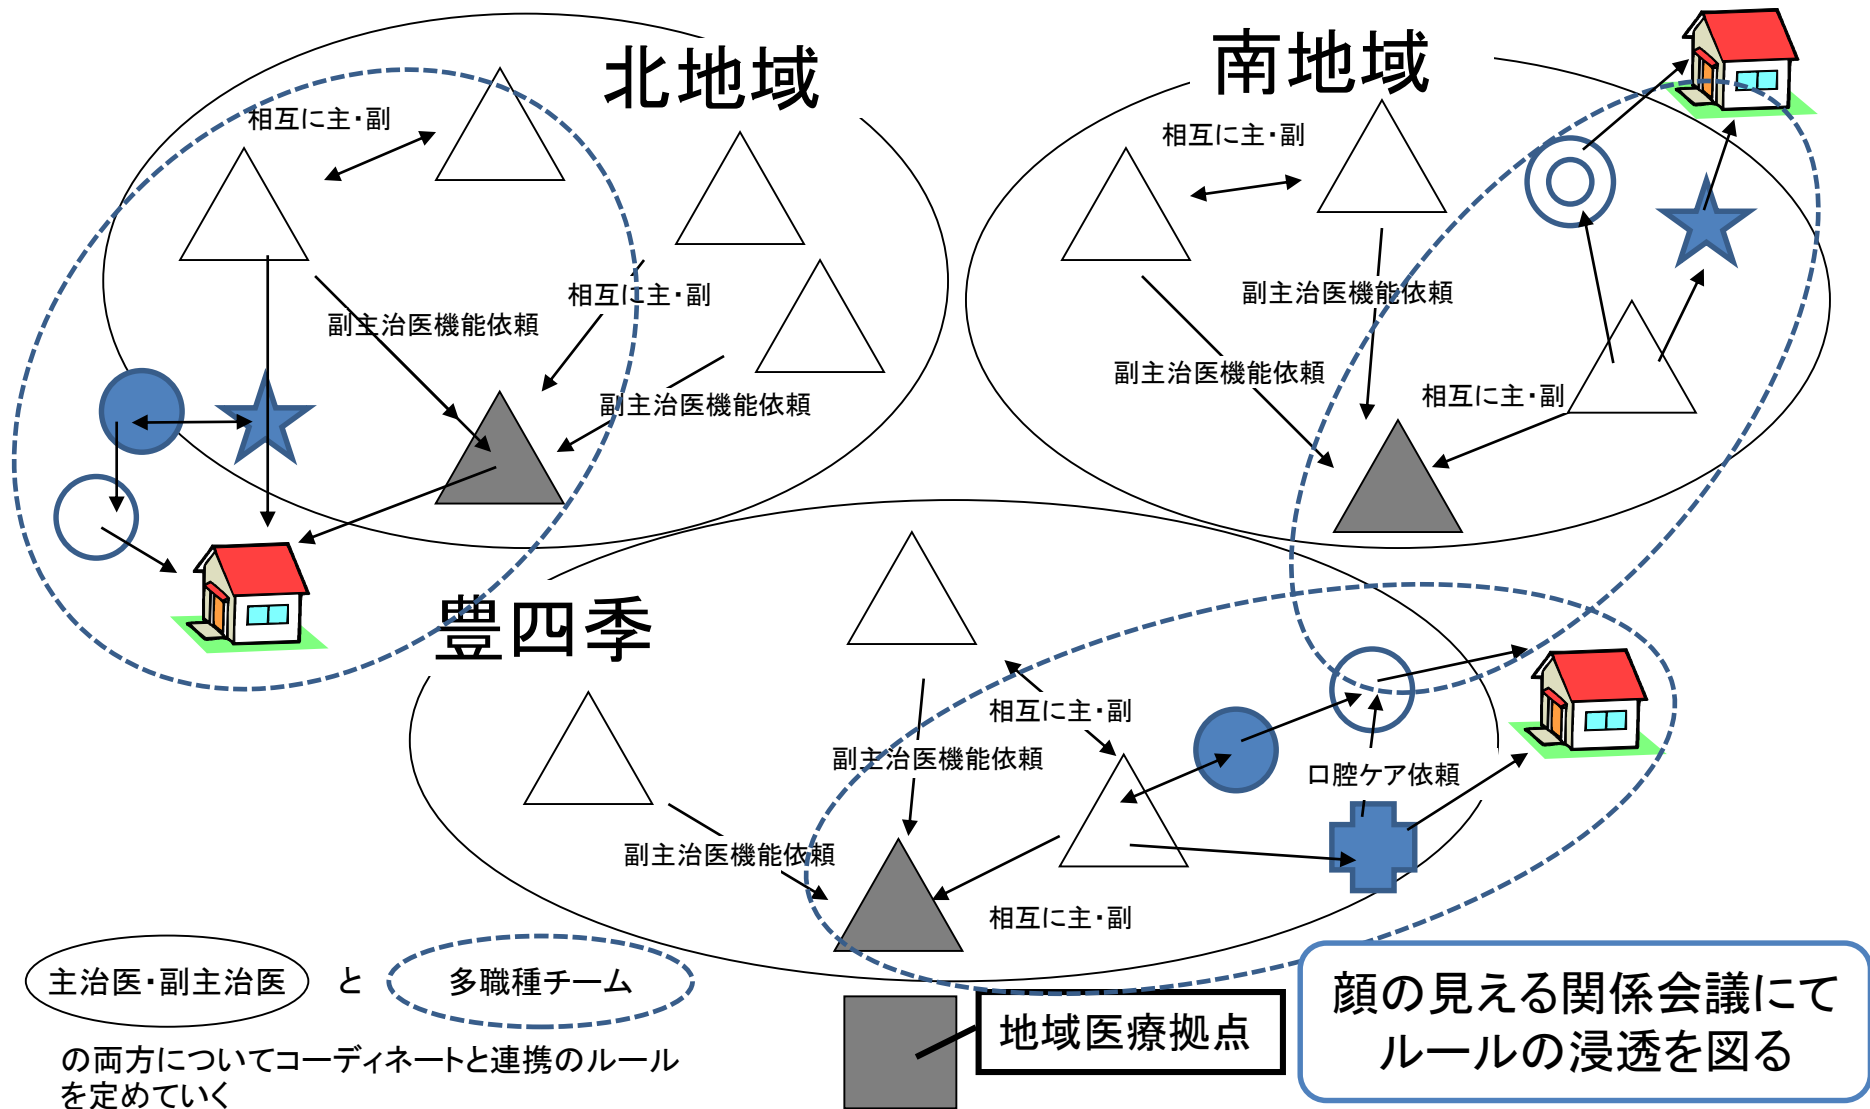 北地域
南地域
相互に主・副
相互に主・副
相互に主・副
副主治医機能依頼
副主治医機能依頼
副主治医機能依頼
副主治医機能依頼
相互に主・副
豊四季
相互に主・副
副主治医機能依頼
口腔ケア依頼
副主治医機能依頼
相互に主・副
主治医・副主治医
と
多職種チーム
の両方についてコーディネートと連携のルール
を定めていく
地域医療拠点
顔の見える関係会議にて
ルールの浸透を図る